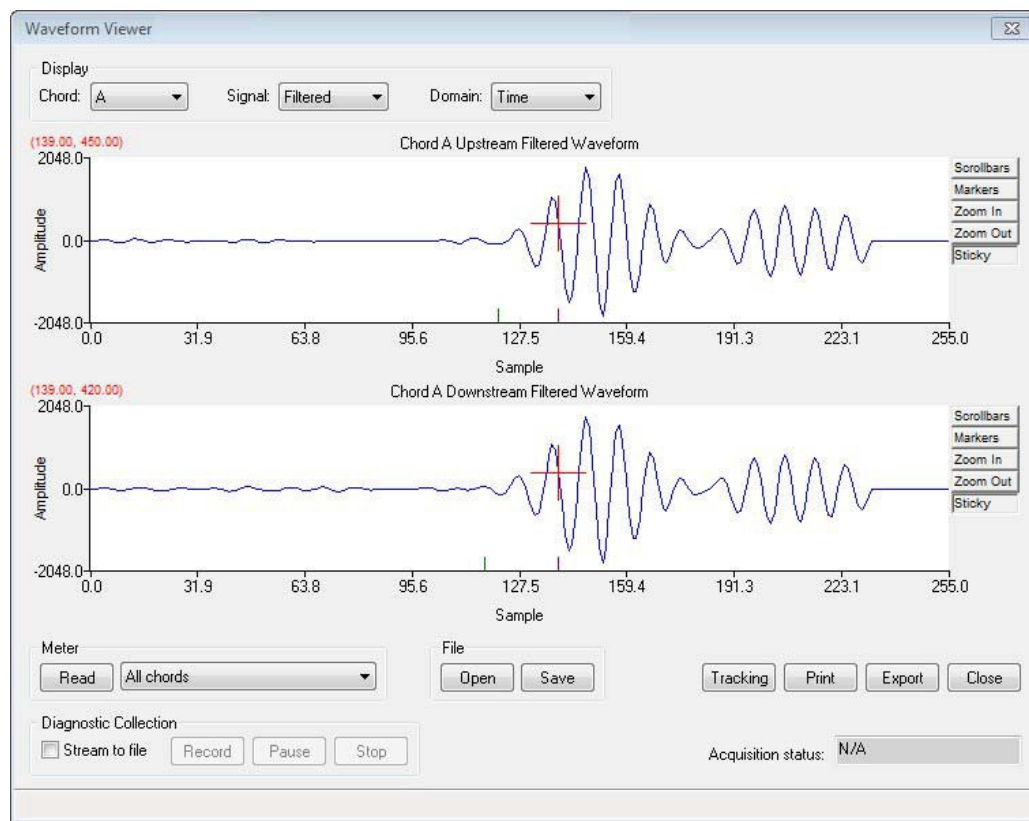 Waveform Viewer
Display
Chord: A Signal: Filtered Domain: Time
(139.00, 450.00) Chord A Upstream Filtered Waveform
2048.0
0.0
-2048.0
Amplitude
0.0 31.9 63.8 95.6 127.5 159.4 191.3 223.1 255.0
Sample
Scrollbars
Markers
Zoom In
Zoom Out
Sticky
(139.00, 420.00) Chord A Downstream Filtered Waveform
2048.0
0.0
-2048.0
Amplitude
0.0 31.9 63.8 95.6 127.5 159.4 191.3 223.1 255.0
Sample
Scrollbars
Markers
Zoom In
Zoom Out
Sticky
Meter
Read All chords
File
Open Save
Tracking Print Export Close
Diagnostic Collection
Stream to file Record Pause Stop
Acquisition status: N/A